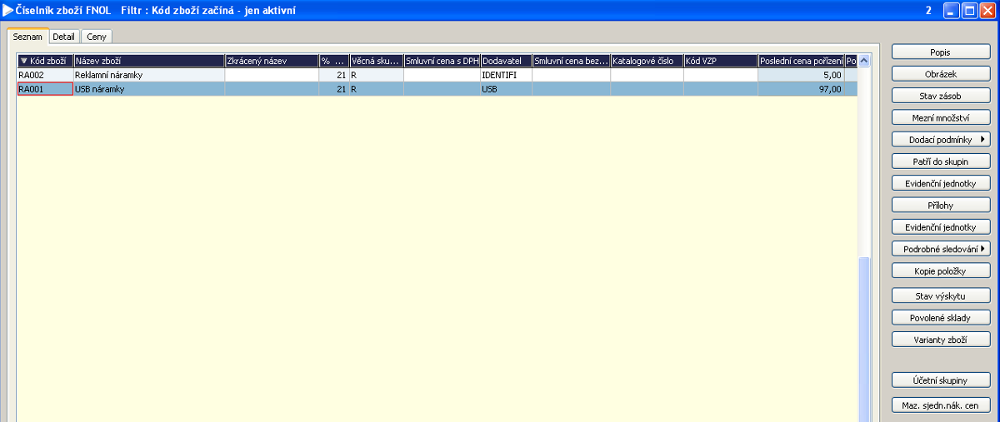 Číselník zboží FNOL Filtr : Kód zboží začíná - jen aktivní 2
Seznam Detail Ceny
Kód zboží Název zboží Zkrácený název % ... Věcná sku... Smluvní cena s DPH Dodavatel Smluvní cena bez... Katalogové číslo Kód VZP Poslední cena pořízení Po
RA002 Reklamní náramky 21 R IDENTIFI 5,00
RA001 USB náramky 21 R USB 97,00
Popis
Obrázek
Stav zásob
Mezní množství
Dodací podmínky
Patří do skupin
Evidenční jednotky
Přílohy
Evidenční jednotky
Podrobné sledování
Kopie položky
Stav výskytu
Povolené sklady
Varianty zboží
Účetní skupiny
Maz. sjedn.nák. cen